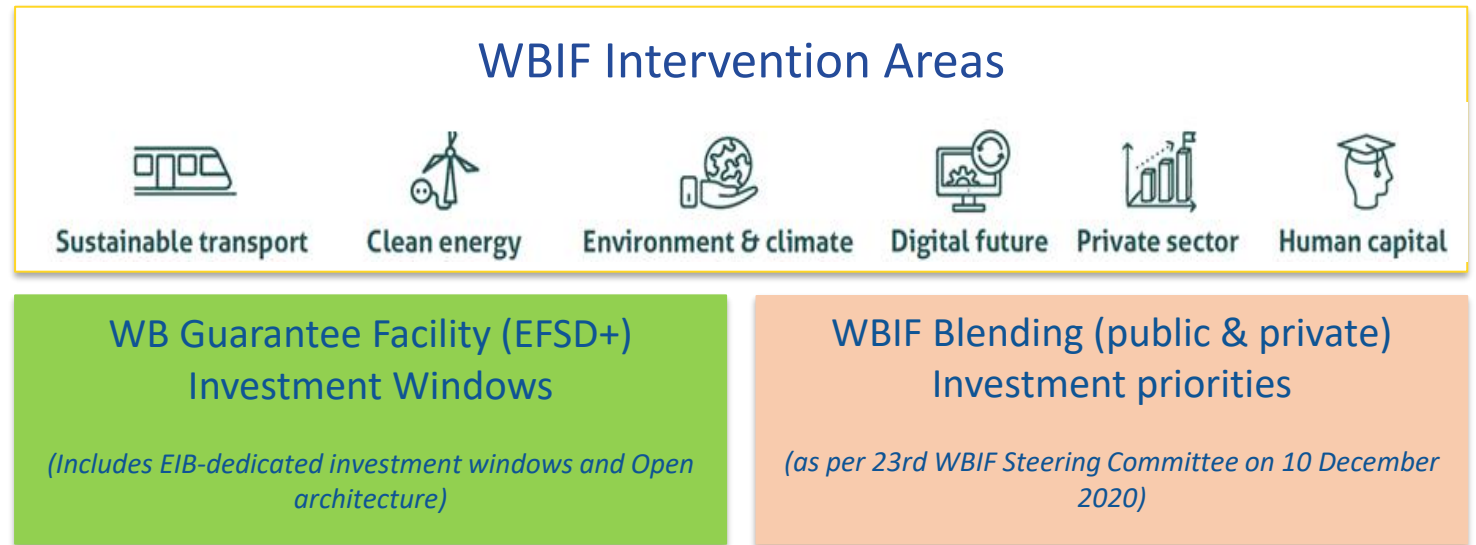 WBIF Intervention Areas
Sustainable transport
Clean energy
Environment & climate
Digital future
Private sector
Human capital
WB Guarantee Facility (EFSD+)
Investment Windows
(Includes EIB-dedicated investment windows and Open
architecture)
WBIF Blending (public & private)
Investment priorities
(as per 23rd WBIF Steering Committee on 10 December
2020)